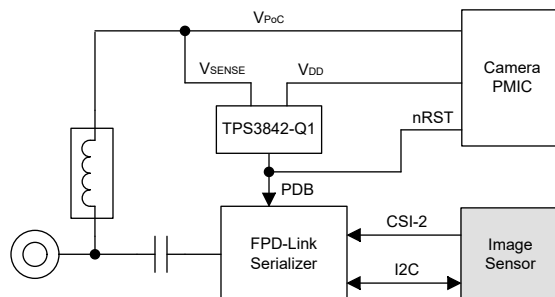 VPoC
VSENSE
VDD
Camera
PMIC
TPS3842-Q1
nRST
PDB
FPD-Link
Serializer
CSI-2
I2C
Image
Sensor